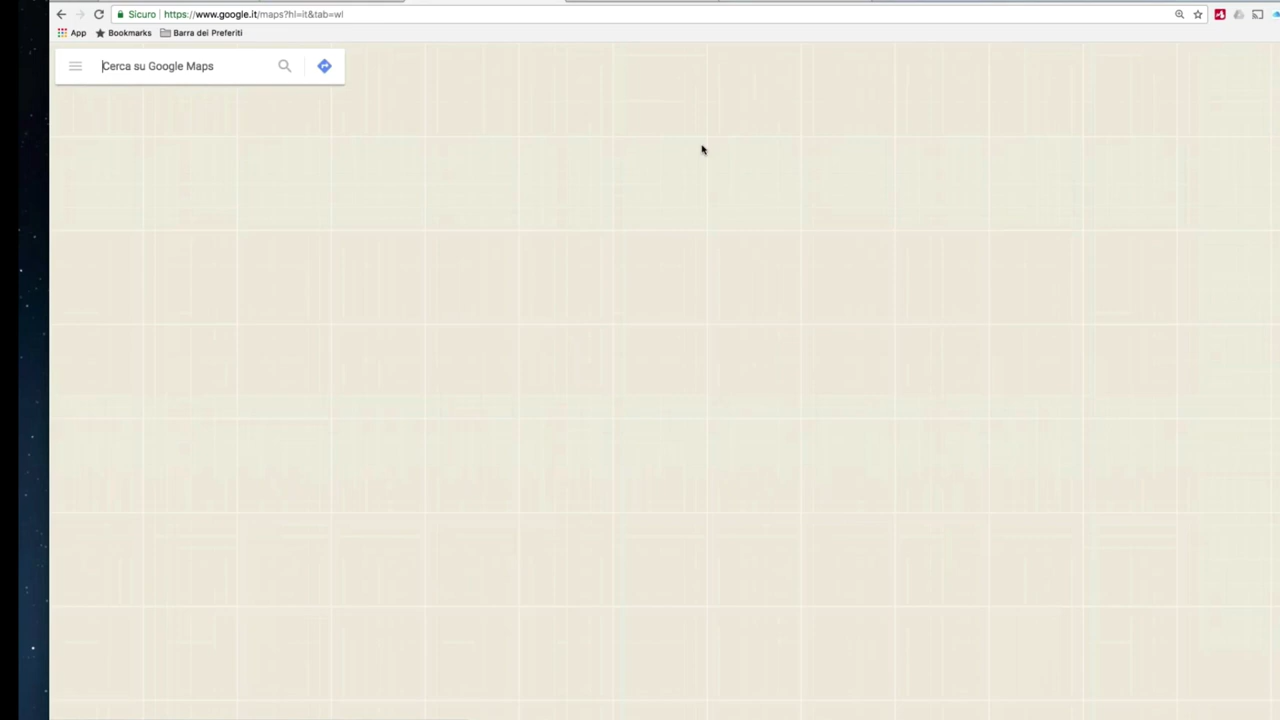 Sicuro https://www.google.it/maps?hl=it&tab=wl
App Bookmarks Barra dei Preferiti
Cerca su Google Maps